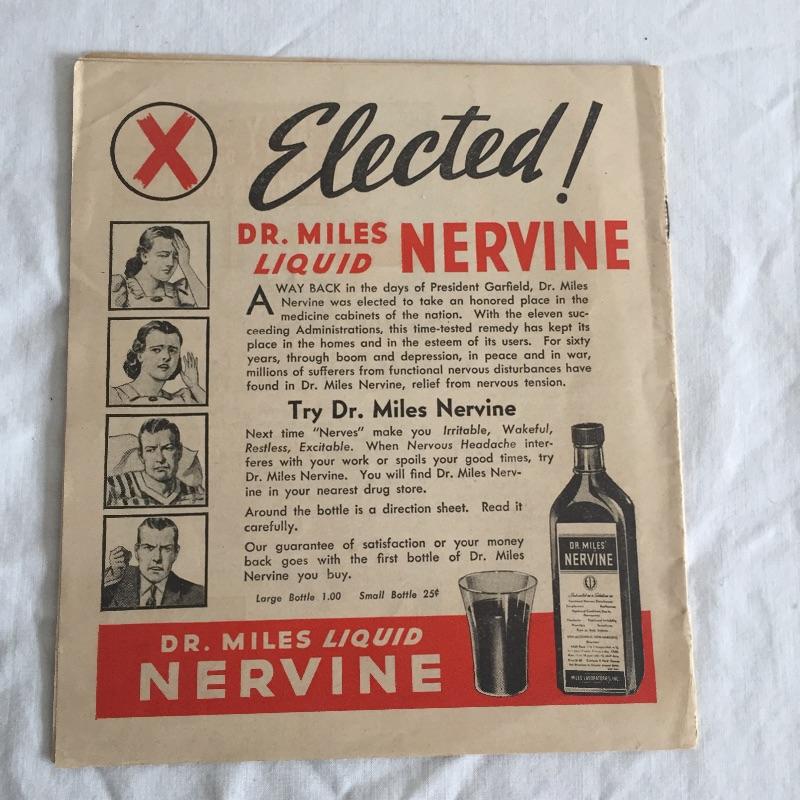 X Elected!
DR. MILES LIQUID NERVINE
AWAY BACK in the days of President Garfield, Dr. Miles
Nervine was elected to take an honored place in the
medicine cabinets of the nation. With the eleven suc-
ceeding Administrations, this time-tested remedy has kept its
place in the homes and in the esteem of its users. For sixty
years, through boom and depression, in peace and in war,
millions of sufferers from functional nervous disturbances have
found in Dr. Miles Nervine, relief from nervous tension.
Try Dr. Miles Nervine
Next time "Nerves" make you Irritable, Wakeful,
Restless, Excitable. When Nervous Headache inter-
feres with your work or spoils your good times, try
Dr. Miles Nervine. You will find Dr. Miles Nerv-
ine in your nearest drug store.
Around the bottle is a direction sheet. Read it
carefully.
Our guarantee of satisfaction or your money
back goes with the first bottle of Dr. Miles
Nervine you buy.
Large Bottle 1.00 Small Bottle 25¢
DR. MILES LIQUID
NERVINE
DR. MILES'
NERVINE
MILES LABORATORIES, INC.